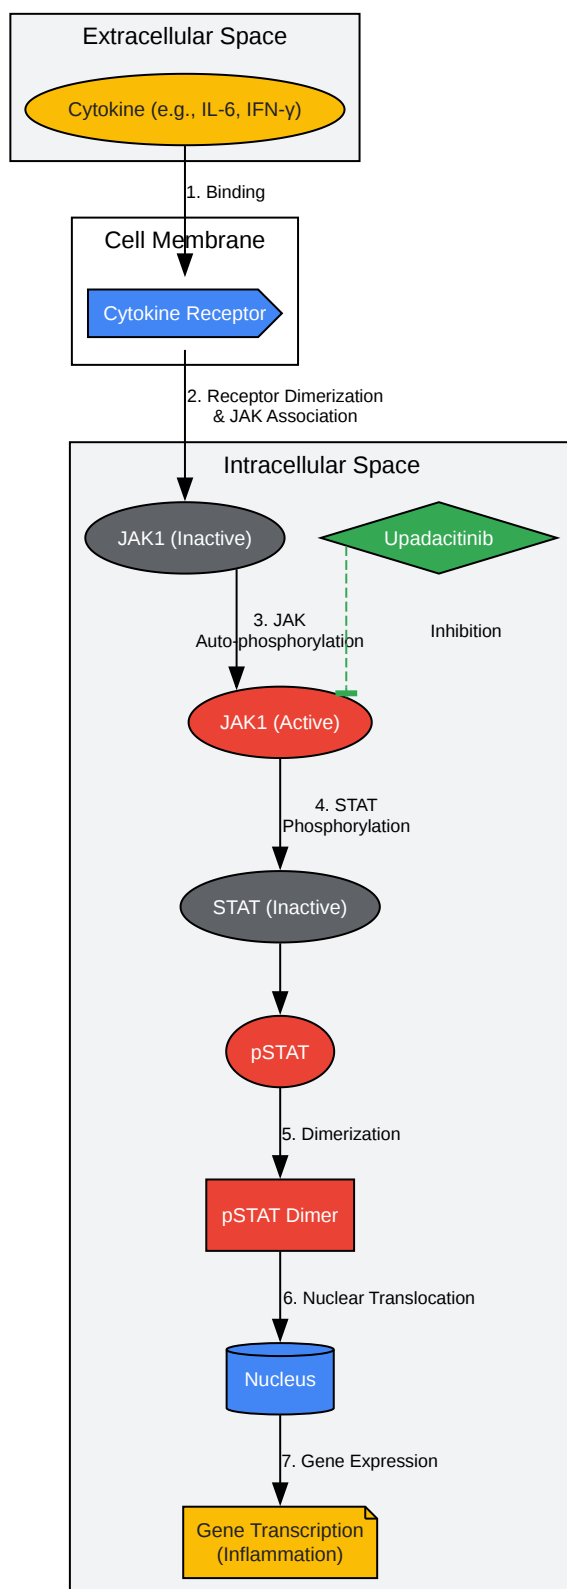 Extracellular Space
Cytokine (e.g., IL-6, IFN-γ)
1. Binding
Cell Membrane
Cytokine Receptor
2. Receptor Dimerization
& JAK Association
Intracellular Space
JAK1 (Inactive)
Upadacitinib
3. JAK
Auto-phosphorylation
Inhibition
JAK1 (Active)
4. STAT
Phosphorylation
STAT (Inactive)
pSTAT
5. Dimerization
pSTAT Dimer
6. Nuclear Translocation
Nucleus
7. Gene Expression
Gene Transcription
(Inflammation)